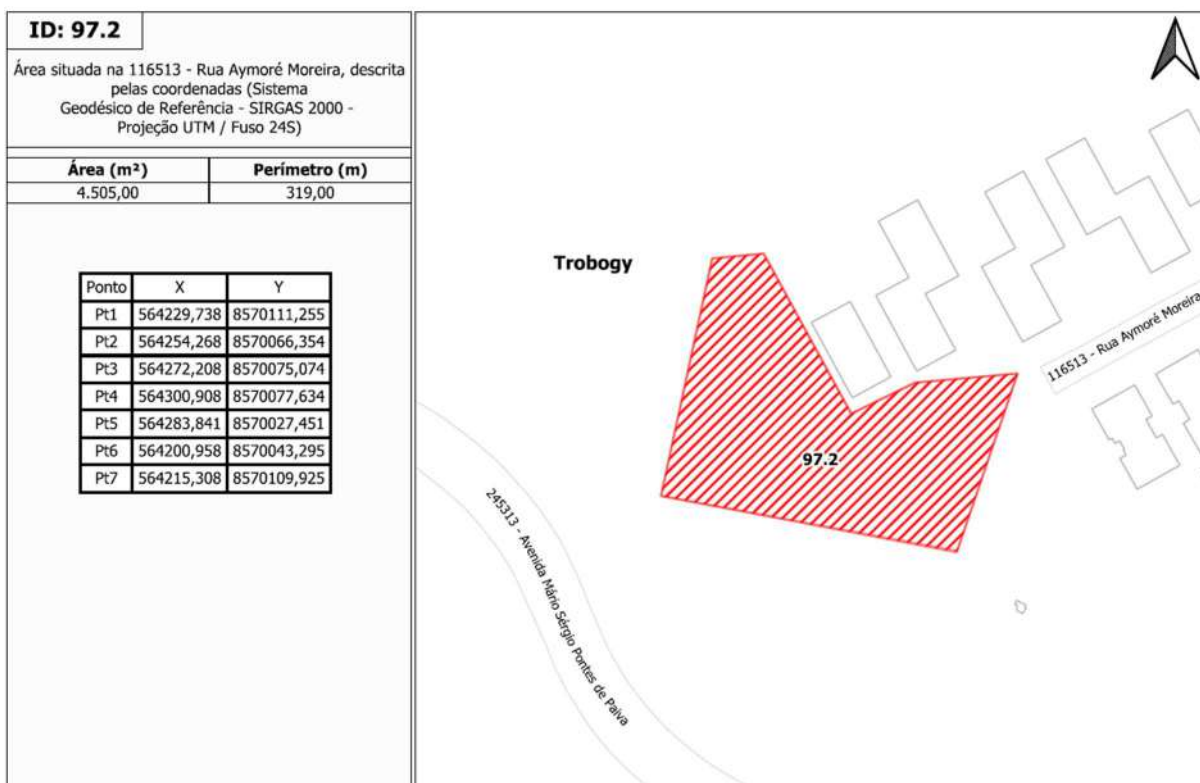 ID: 97.2
Área situada na 116513 - Rua Aymoré Moreira, descrita
pelas coordenadas (Sistema
Geodésico de Referência - SIRGAS 2000 -
Projeção UTM / Fuso 24S)
Área (m²) Perímetro (m)
4.505,00 319,00
Ponto X Y
Pt1 564229,738 8570111,255
Pt2 564254,268 8570066,354
Pt3 564272,208 8570075,074
Pt4 564300,908 8570077,634
Pt5 564283,841 8570027,451
Pt6 564200,958 8570043,295
Pt7 564215,308 8570109,925
Trobogy
116513 - Rua Aymoré Moreira
97.2
245313 - Avenida Mário Sérgio Pontes de Paiva